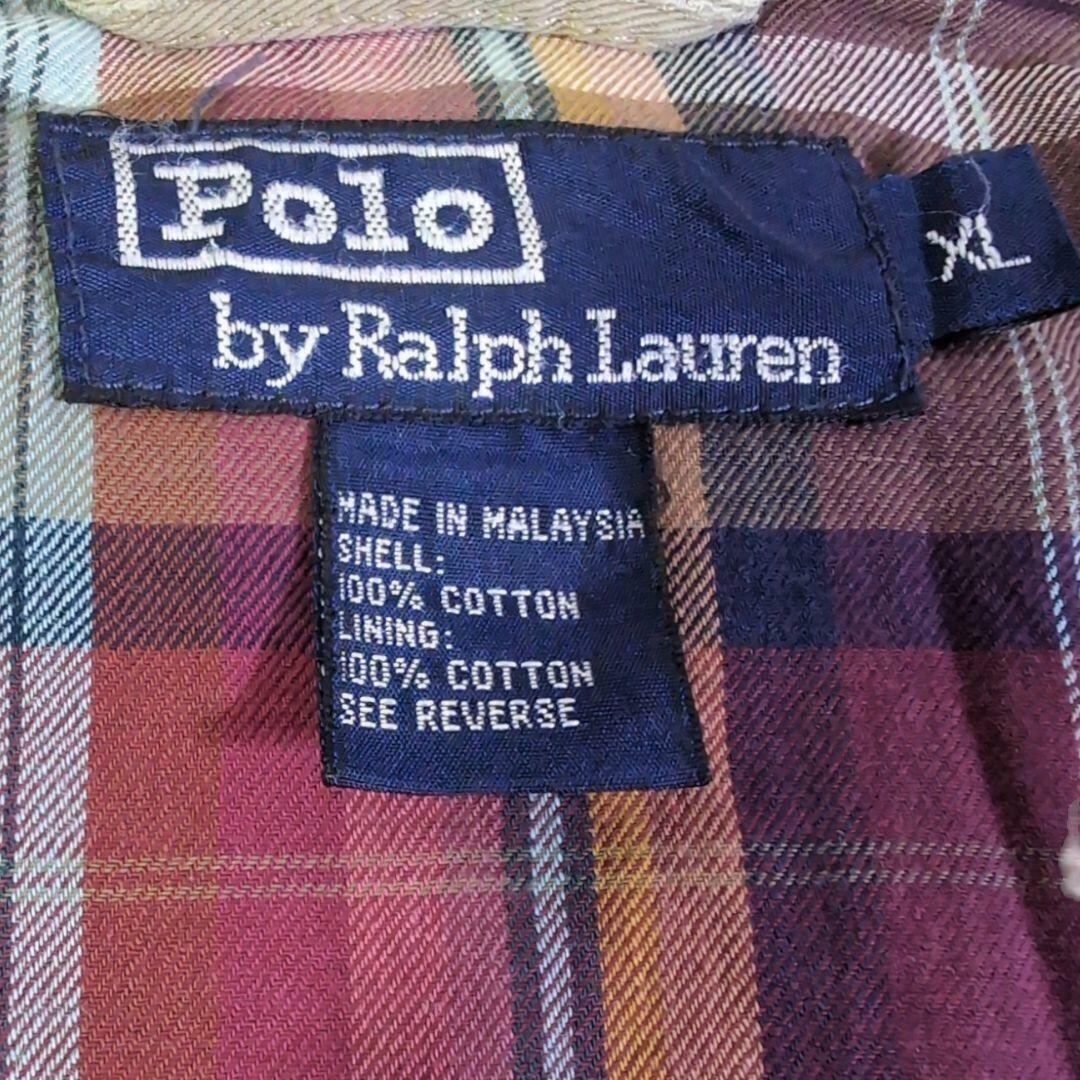 Polo
by Ralph Lauren
XL
MADE IN MALAYSIA
SHELL:
100% COTTON
LINING:
100% COTTON
SEE REVERSE